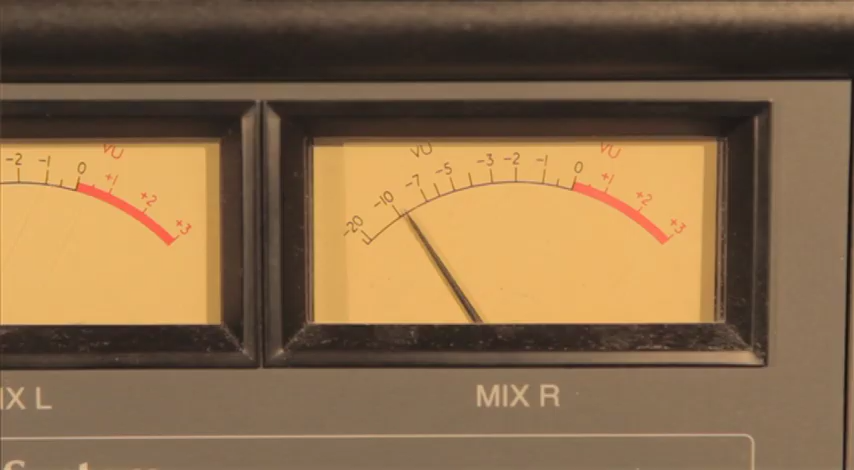 VU
-2 -1 0 +1 +2 +3
VU VU
-20 -10 -7 -5 -3 -2 -1 0 +1 +2 +3
IX L
MIX R